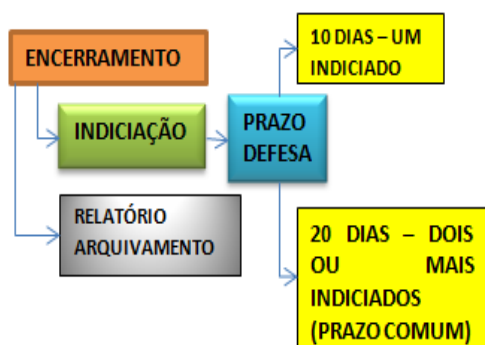 ENCERRAMENTO
INDICIAÇÃO
RELATÓRIO
ARQUIVAMENTO
PRAZO
DEFESA
10 DIAS – UM
INDICIADO
20 DIAS – DOIS
OU MAIS
INDICIADOS
(PRAZO COMUM)